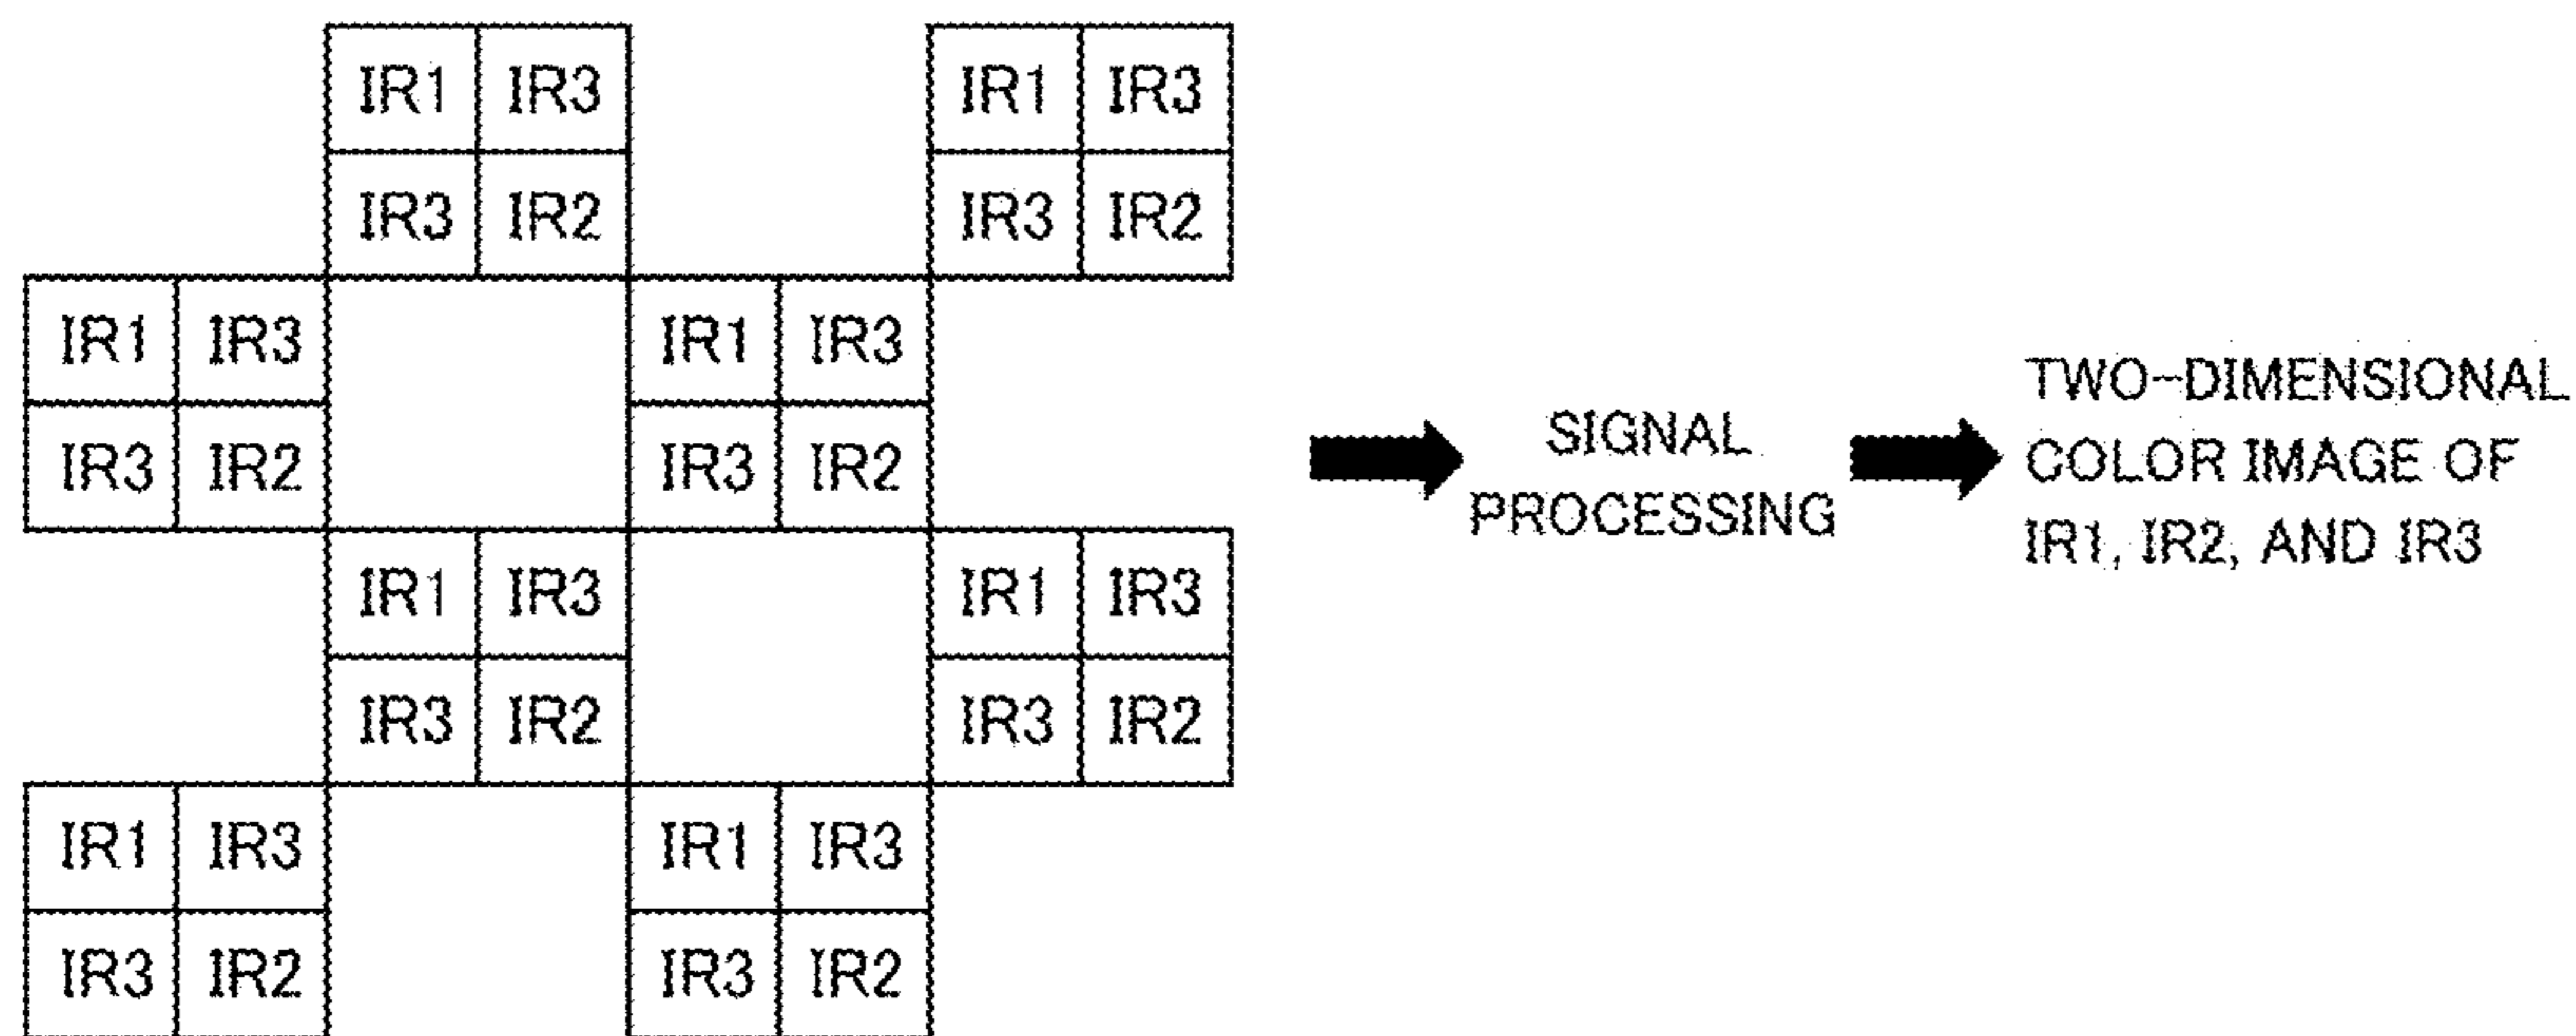 IR1 IR3 IR1 IR3
IR3 IR2 IR3 IR2
IR1 IR3 IR1 IR3
IR3 IR2 IR3 IR2
IR1 IR3 IR1 IR3
IR3 IR2 IR3 IR2
IR1 IR3 IR1 IR3
IR3 IR2 IR3 IR2
SIGNAL
PROCESSING
TWO-DIMENSIONAL
COLOR IMAGE OF
IR1, IR2, AND IR3